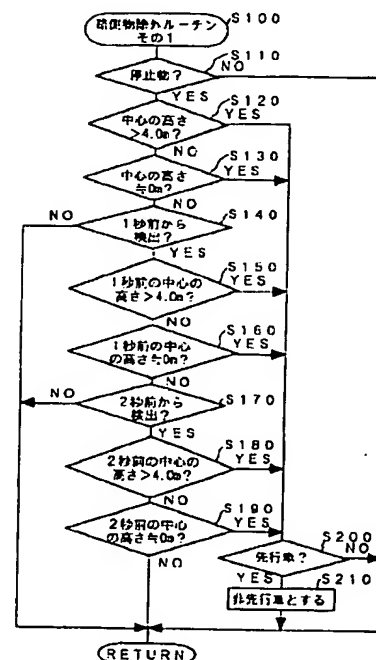 路側物除外ルーチン
その1
S100
停止物?
S110
NO
YES
中心の高さ
>4.0m?
S120
YES
NO
中心の高さ
≒0m?
S130
YES
NO
1秒前から
検出?
S140
NO
YES
1秒前の中心の
高さ>4.0m?
S150
YES
NO
1秒前の中心
の高さ≒0m?
S160
YES
NO
2秒前から
検出?
S170
NO
YES
2秒前の中心の
高さ>4.0m?
S180
YES
NO
2秒前の中心
の高さ≒0m?
S190
YES
NO
先行車?
S200
NO
YES
S210
非先行車とする
RETURN